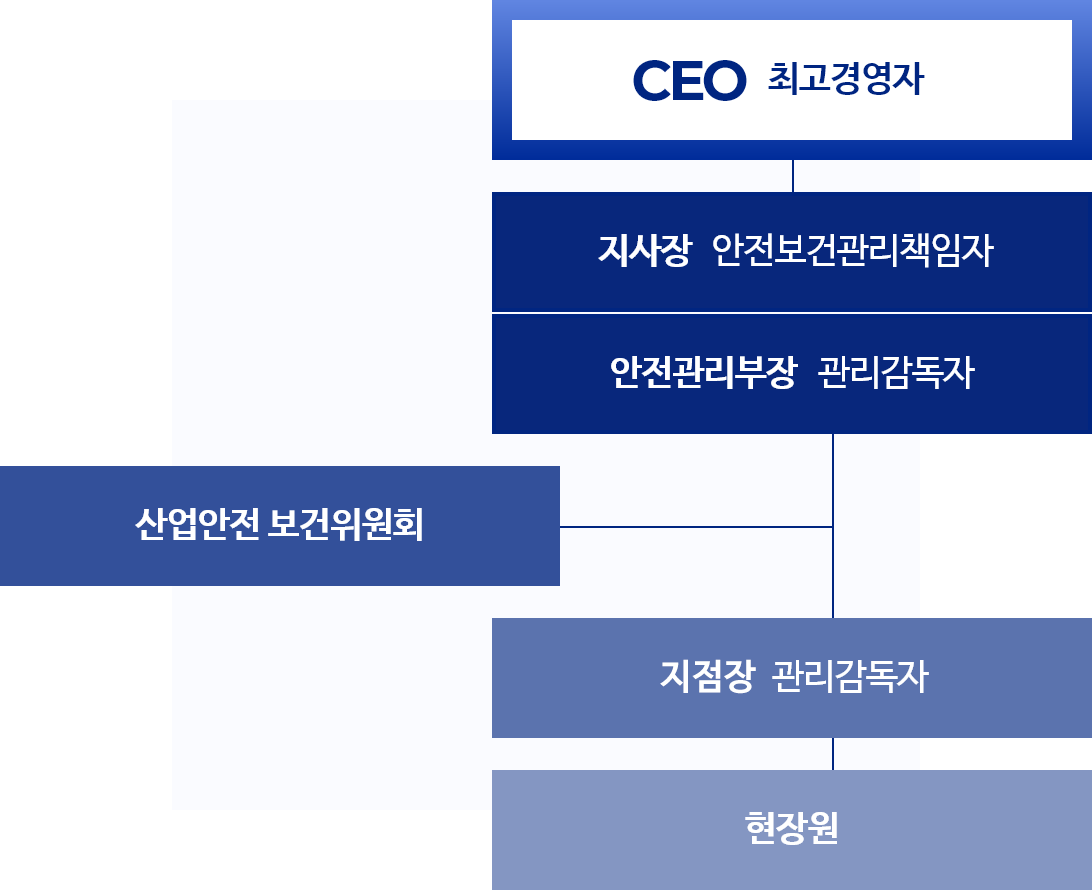 CEO 최고경영자
지사장 안전보건관리책임자
안전관리부장 관리감독자
산업안전 보건위원회
지점장 관리감독자
현장원